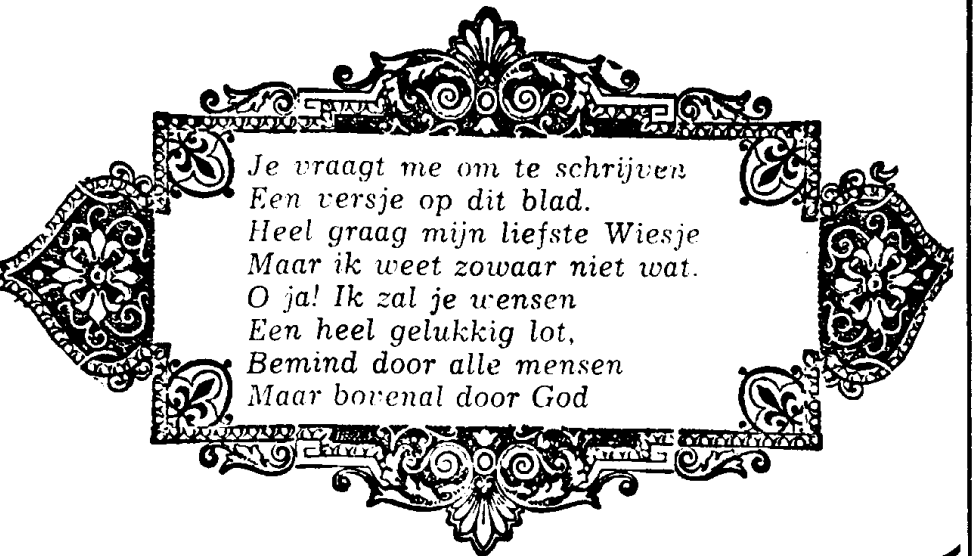 Je vraagt me om te schrijven
Een versje op dit blad.
Heel graag mijn liefste Wiesje
Maar ik weet zowaar niet wat.
O ja! Ik zal je wensen
Een heel gelukkig lot,
Bemind door alle mensen
Maar bovenal door God